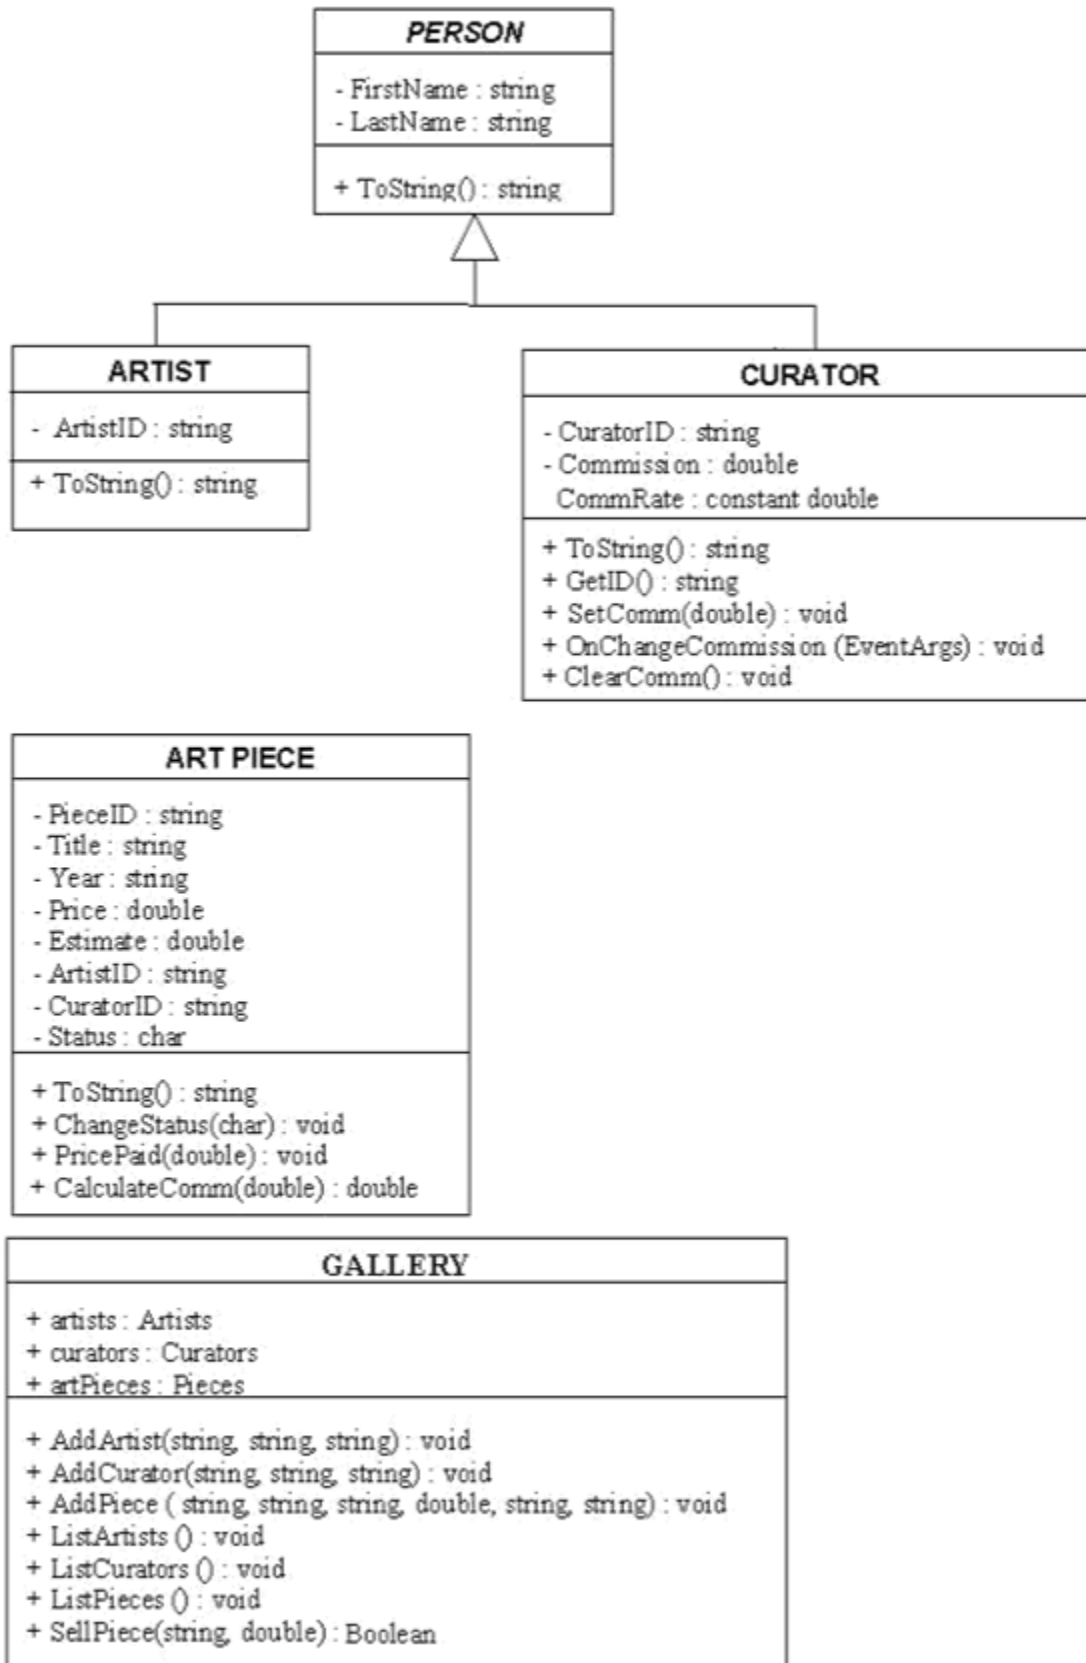 PERSON
- FirstName : string
- LastName : string
+ ToString() : string
ARTIST
- ArtistID : string
+ ToString() : string
CURATOR
- CuratorID : string
- Commission : double
CommRate : constant double
+ ToString() : string
+ GetID() : string
+ SetComm(double) : void
+ OnChangeCommission (EventArgs) : void
+ ClearComm() : void
ART PIECE
- PieceID : string
- Title : string
- Year : string
- Price : double
- Estimate : double
- ArtistID : string
- CuratorID : string
- Status : char
+ ToString() : string
+ ChangeStatus(char) : void
+ PricePaid(double) : void
+ CalculateComm(double) : double
GALLERY
+ artists : Artists
+ curators : Curators
+ artPieces : Pieces
+ AddArtist(string, string, string) : void
+ AddCurator(string, string, string) : void
+ AddPiece ( string, string, string, double, string, string) : void
+ ListArtists () : void
+ ListCurators () : void
+ ListPieces () : void
+ SellPiece(string, double) : Boolean